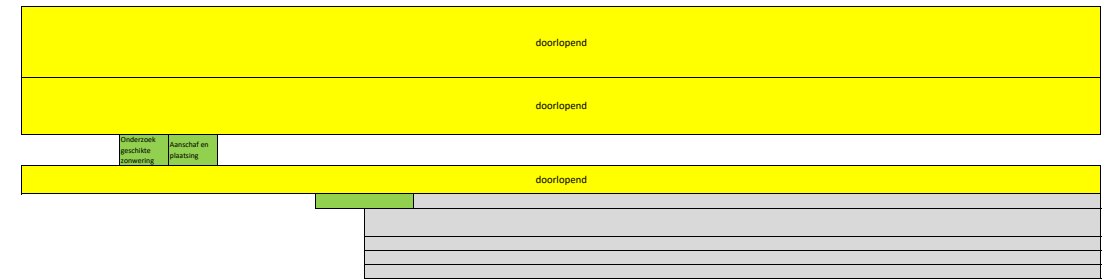 doorlopend
doorlopend
Onderzoek
geschikte
zonwering
Aanschaf en
plaatsing
doorlopend